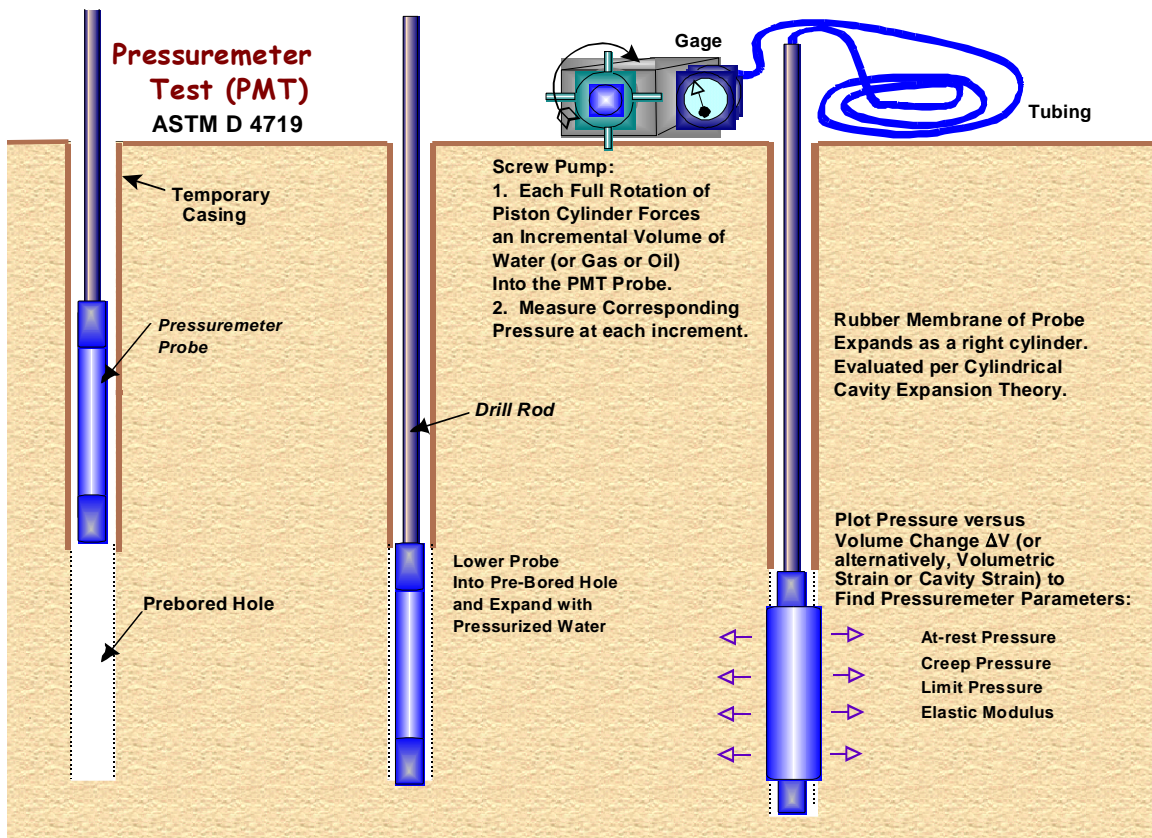 Pressuremeter
Test (PMT)
ASTM D 4719
Gage
Tubing
Temporary
Casing
Pressuremeter
Probe
Prebored Hole
Drill Rod
Lower Probe
Into Pre-Bored Hole
and Expand with
Pressurized Water
Screw Pump:
1. Each Full Rotation of
Piston Cylinder Forces
an Incremental Volume of
Water (or Gas or Oil)
Into the PMT Probe.
2. Measure Corresponding
Pressure at each increment.
Rubber Membrane of Probe
Expands as a right cylinder.
Evaluated per Cylindrical
Cavity Expansion Theory.
Plot Pressure versus
Volume Change ΔV (or
alternatively, Volumetric
Strain or Cavity Strain) to
Find Pressuremeter Parameters:
At-rest Pressure
Creep Pressure
Limit Pressure
Elastic Modulus